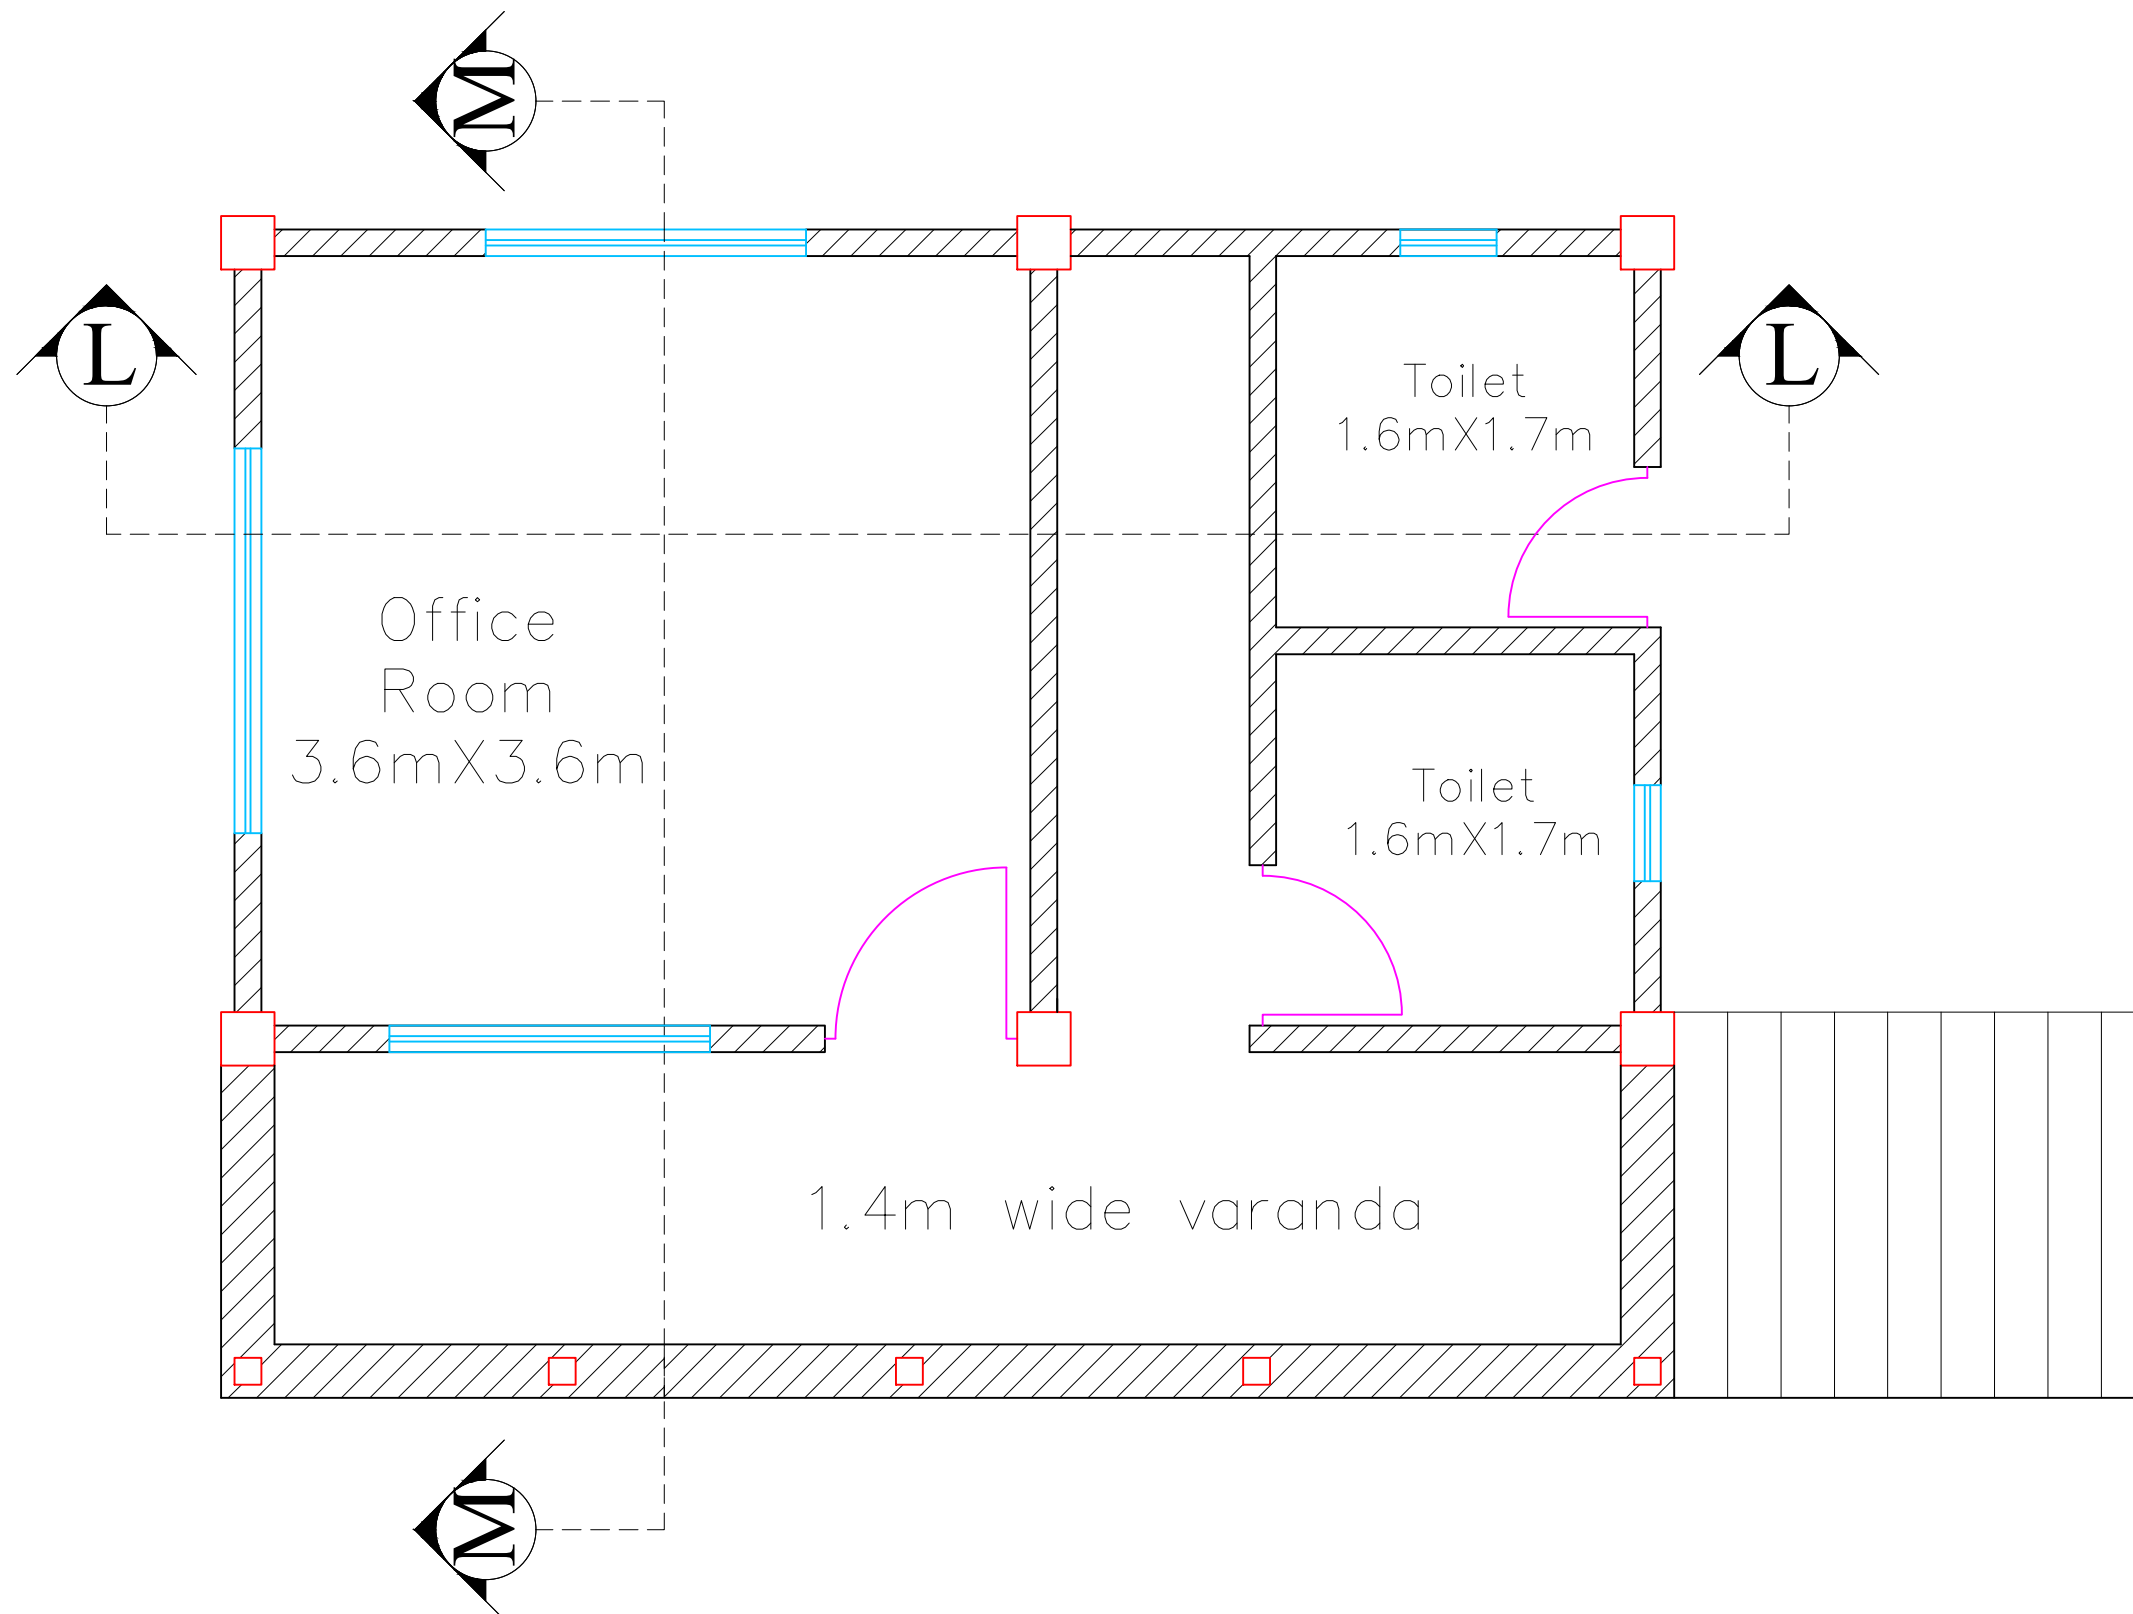 M
L
L
Toilet
1.6mX1.7m
Office
Room
3.6mX3.6m
Toilet
1.6mX1.7m
1.4m wide varanda
M